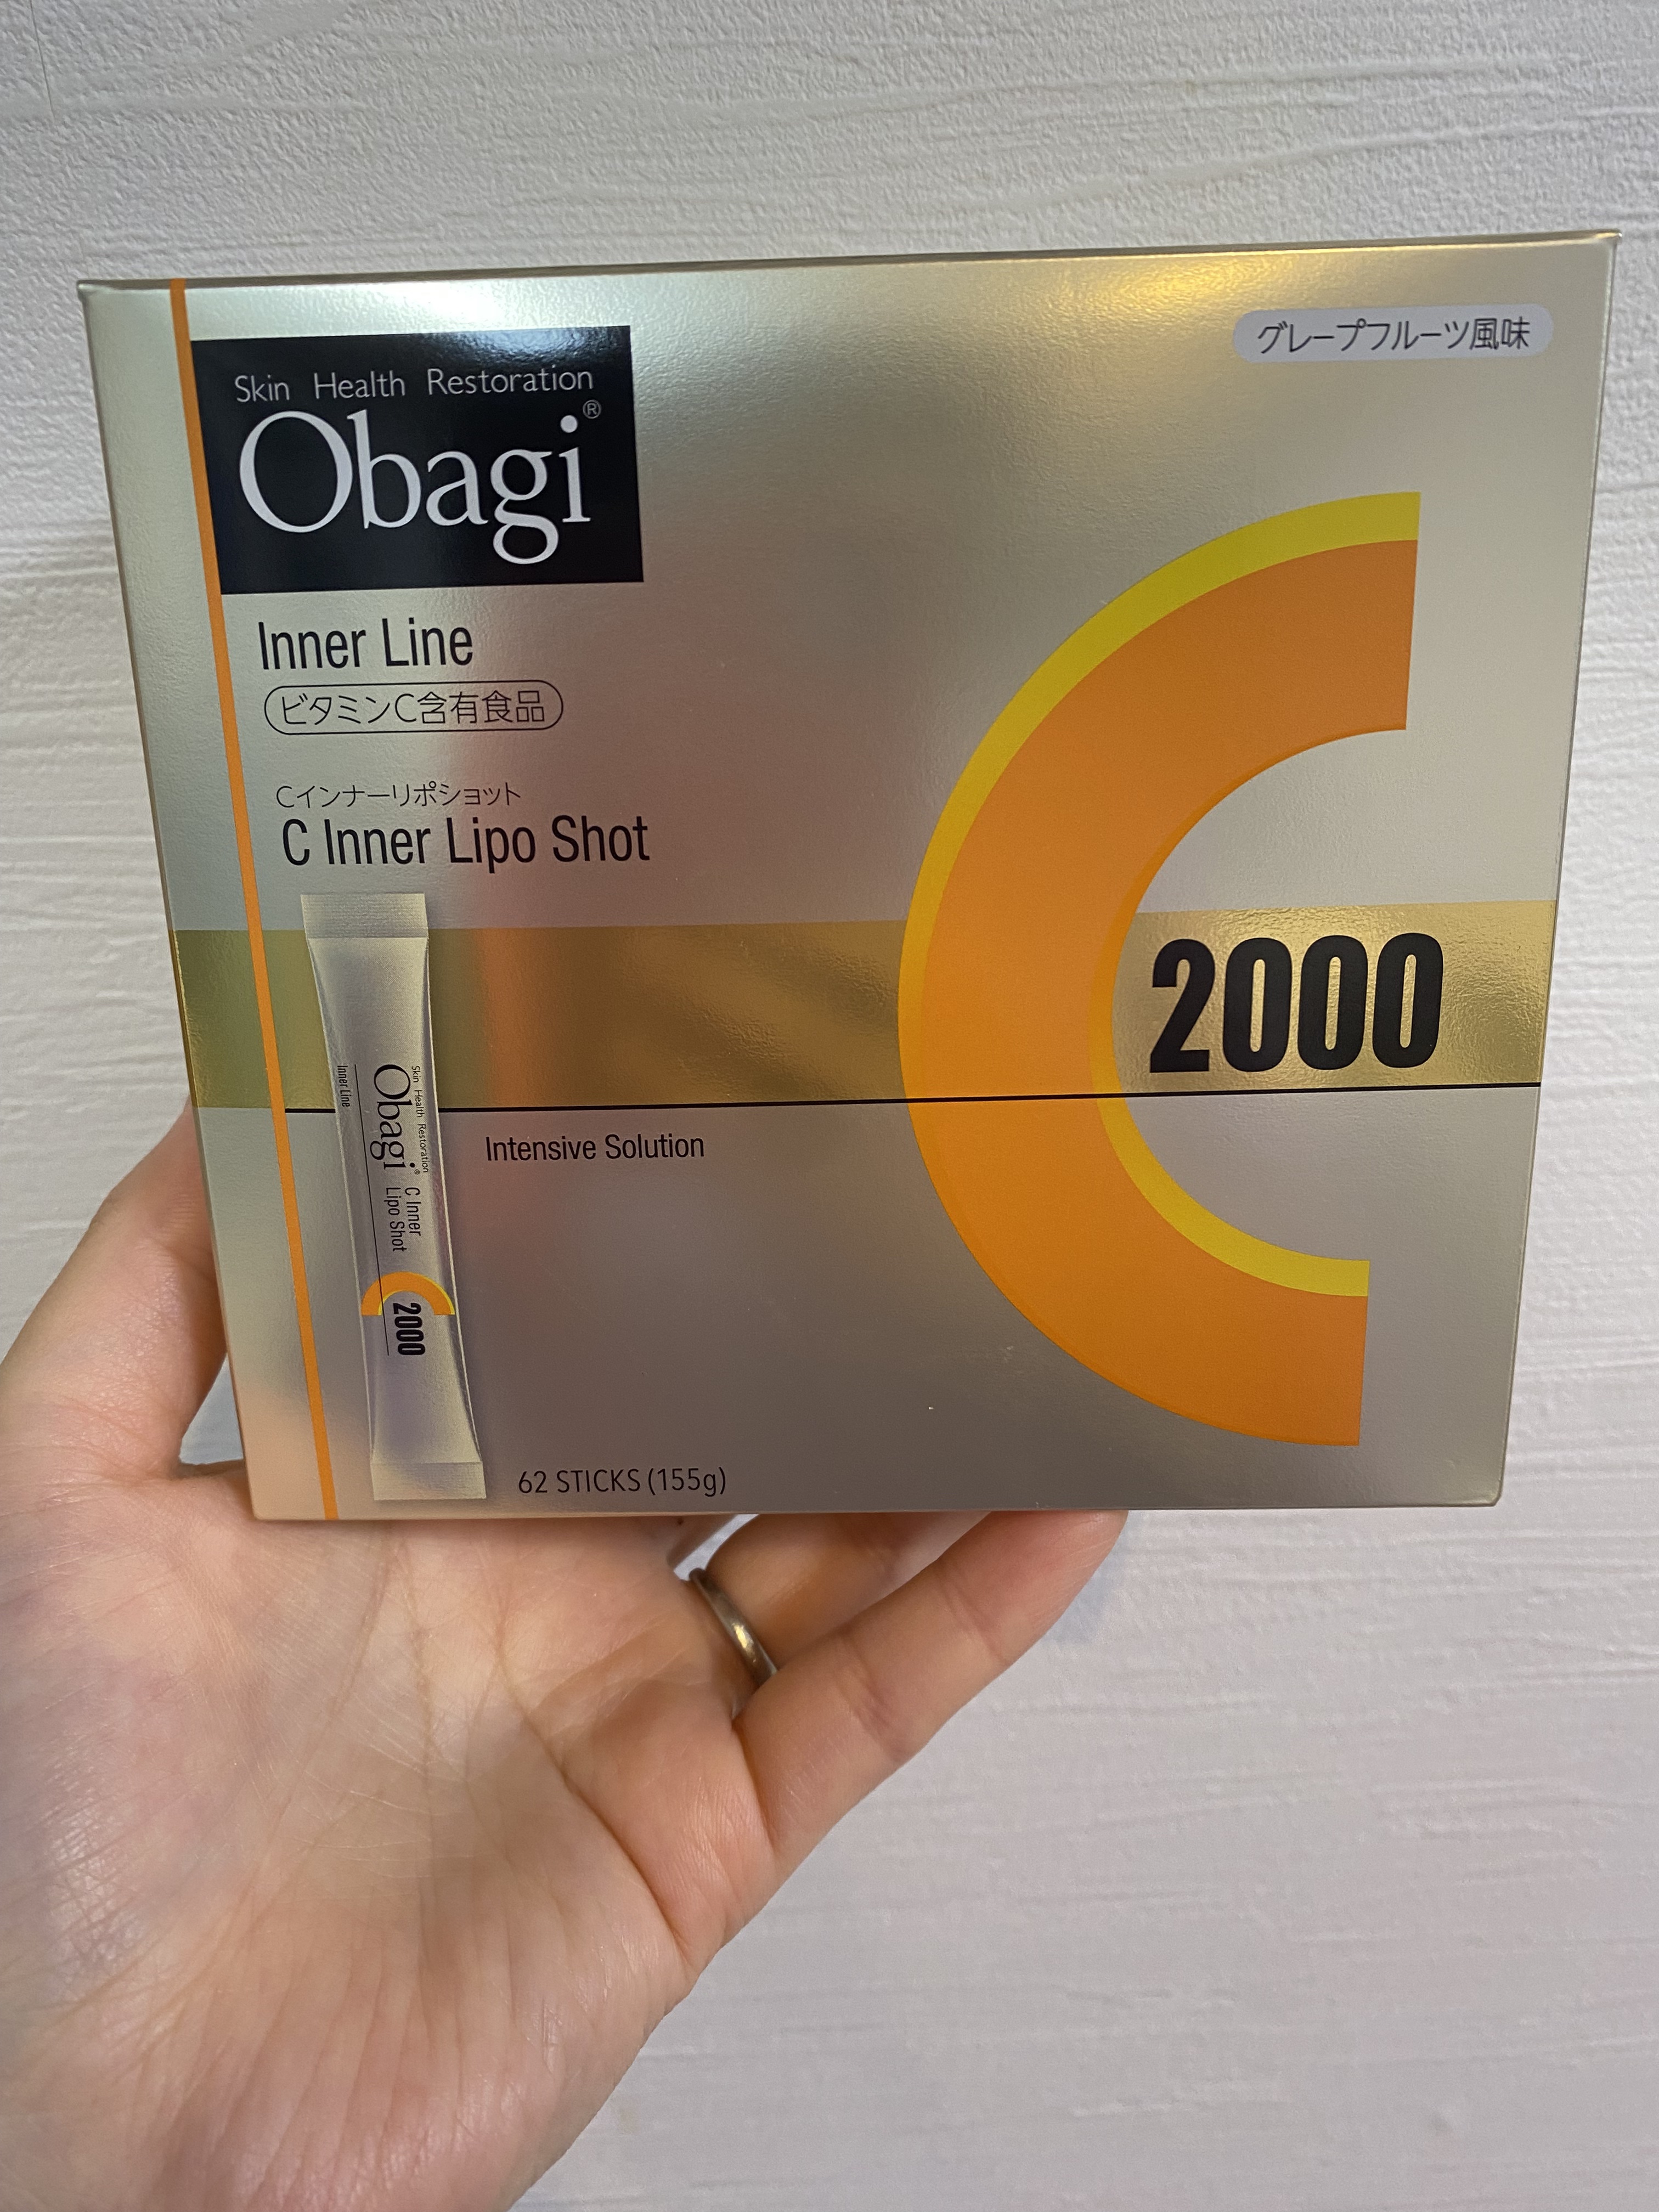 グレープフルーツ風味
Skin Health Restoration
Obagi®
Inner Line
ビタミンC含有食品
Cインナーリポショット
C Inner Lipo Shot
2000
Intensive Solution
Skin Health Restoration
Obagi®
Inner Line
C Inner
Lipo Shot
2000
62 STICKS (155g)